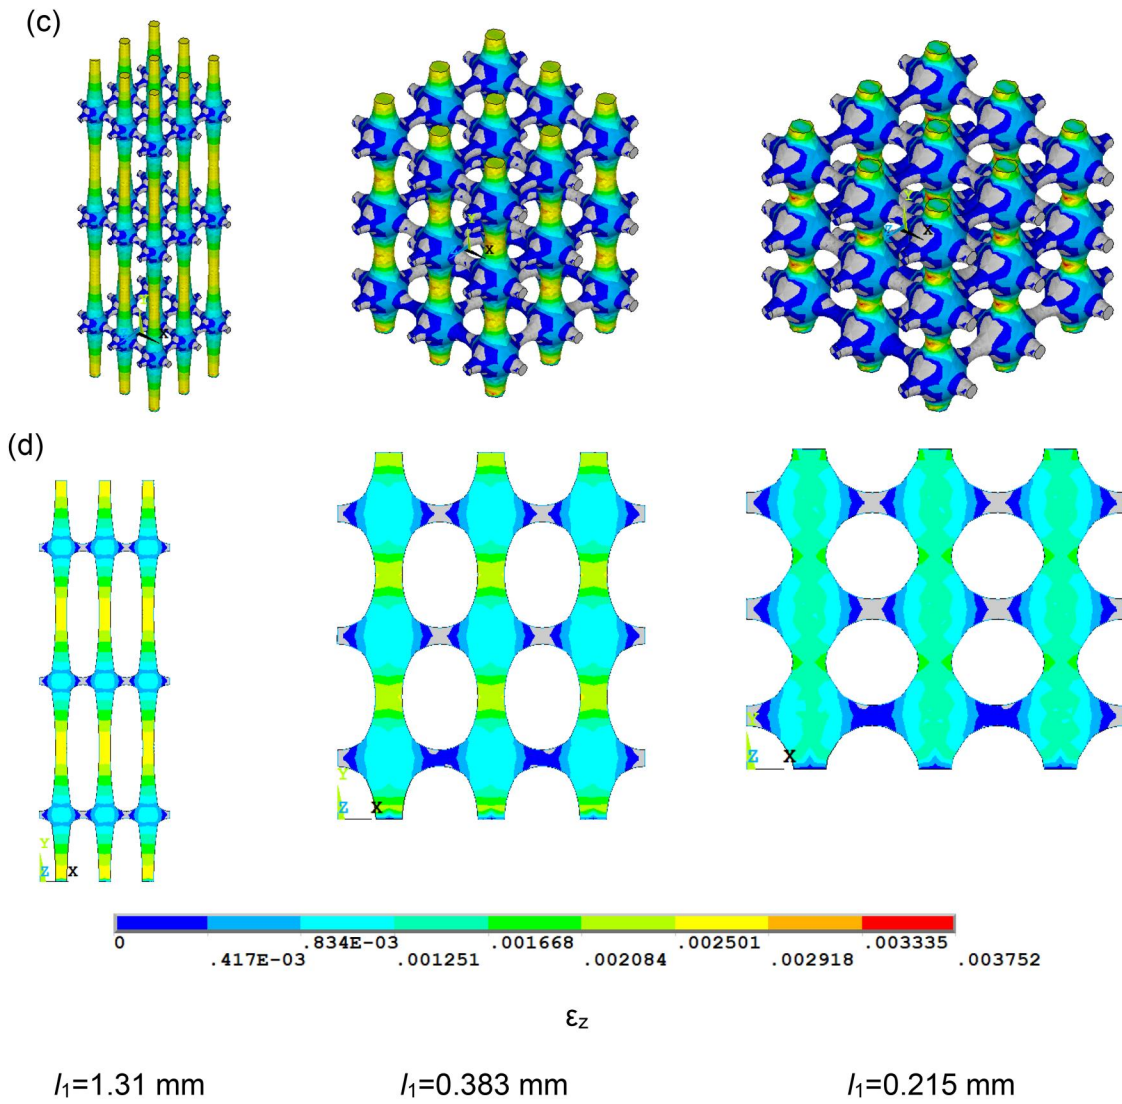 (c)
Y
X
Y
Z
X
Y
Z
X
(d)
Y
Z
X
Y
Z
X
Y
Z
X
0 .834E-03 .001668 .002501 .003335
.417E-03 .001251 .002084 .002918 .003752
εz
l1=1.31 mm l1=0.383 mm l1=0.215 mm